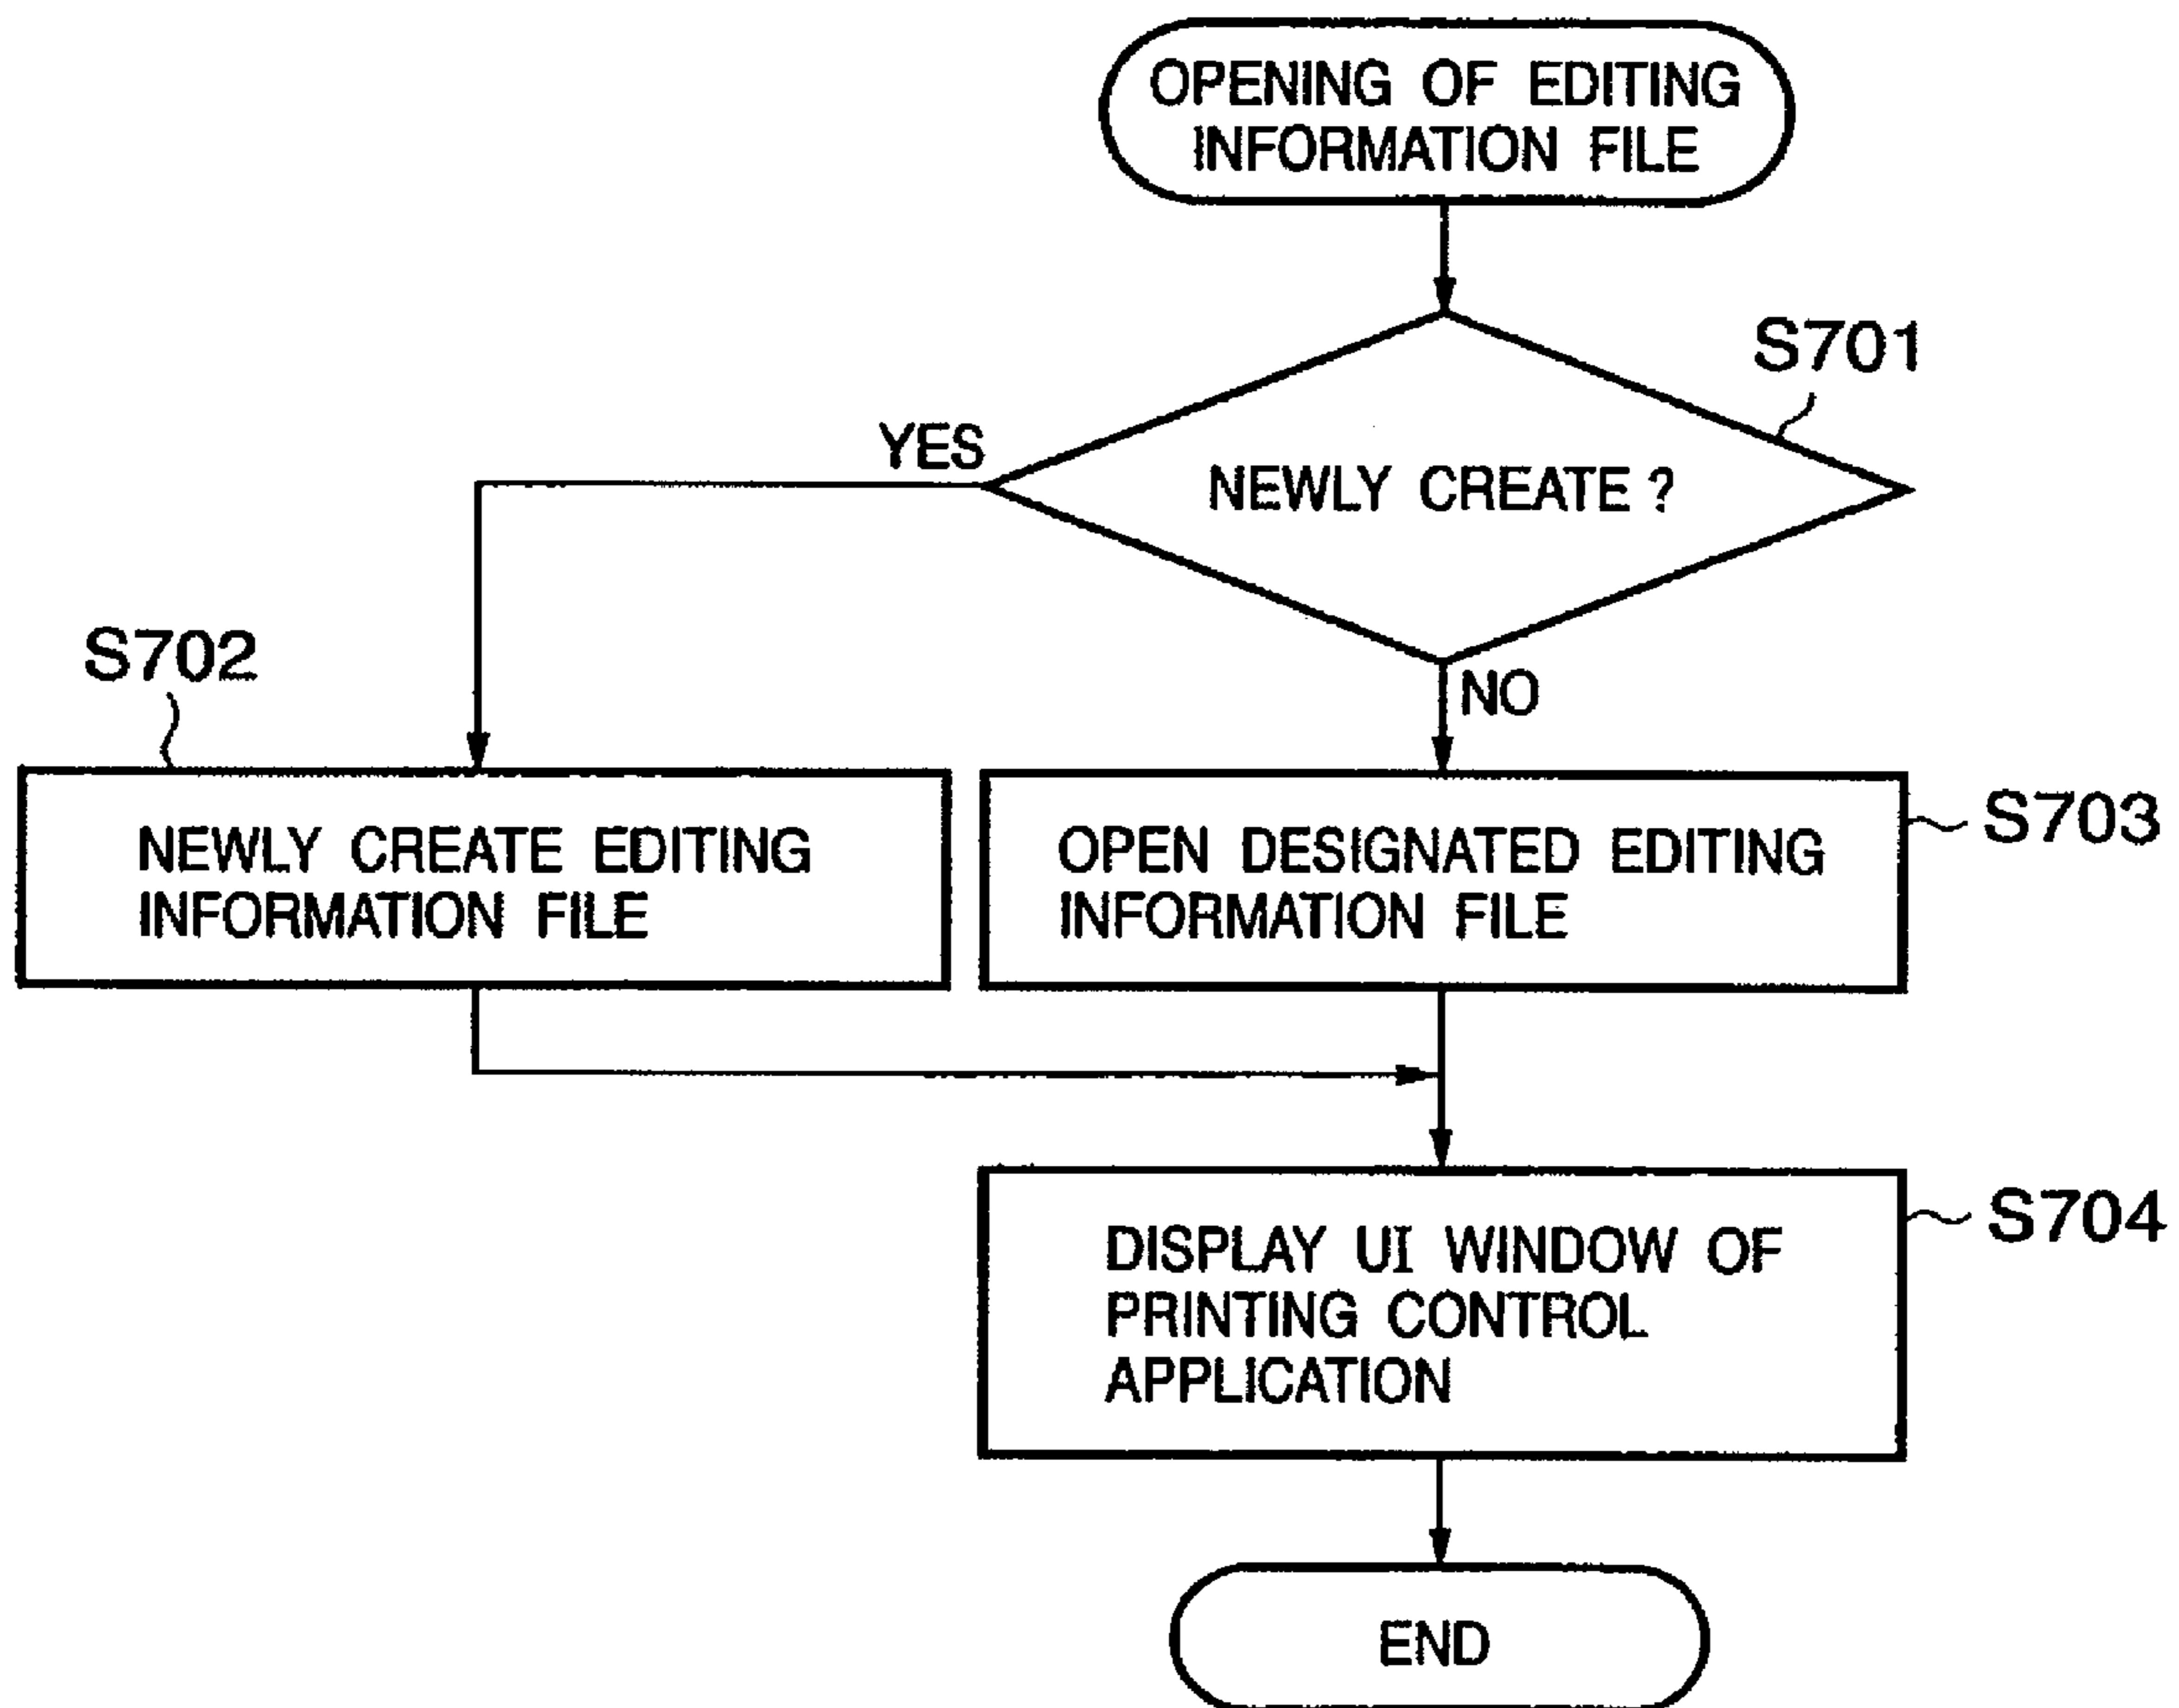 OPENING OF EDITING
INFORMATION FILE
S701
YES
NEWLY CREATE ?
NO
S702
NEWLY CREATE EDITING
INFORMATION FILE
S703
OPEN DESIGNATED EDITING
INFORMATION FILE
S704
DISPLAY UI WINDOW OF
PRINTING CONTROL
APPLICATION
END